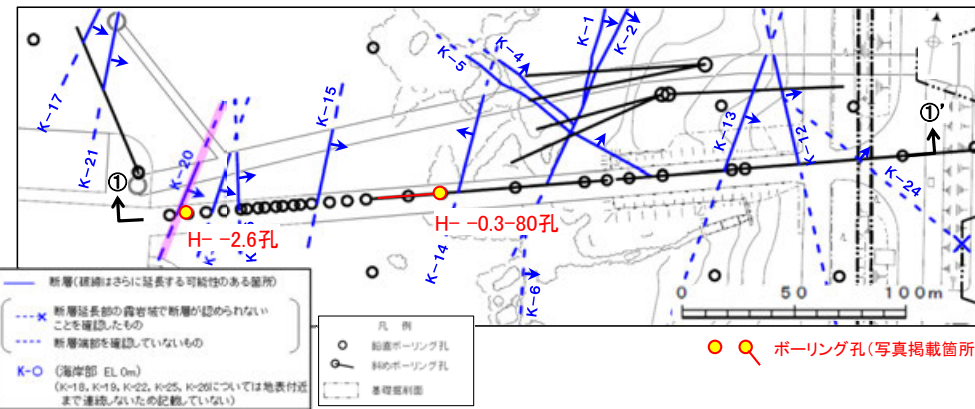 K-1
K-2
K-4
K-5
K-17
K-15
K-21
K-20
K-13
K-12
①
①'
K-24
H- -2.6孔
H- -0.3-80孔
K-14
K-6
0 50 100m
断層(破線はさらに延長する可能性のある箇所)
断層延長部の露岩域で断層が認められない
ことを確認したもの
断層端部を確認していないもの
K-○ (海岸部 EL 0m)
(K-18, K-19, K-22, K-25, K-26については地表付近
まで連続しないため記載していない)
凡 例
鉛直ボーリング孔
斜めボーリング孔
基礎掘削面
ボーリング孔(写真掲載箇所